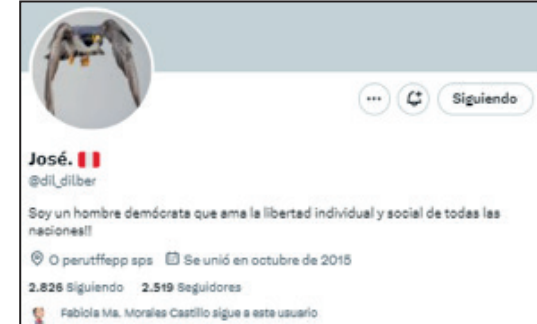 Siguiendo
José.
@dil_dilber
Soy un hombre demócrata que ama la libertad individual y social de todas las
naciones!!
O perutffepp sps Se unió en octubre de 2015
2.826 Siguiendo 2.519 Seguidores
Fabiola Ma. Morales Castillo sigue a este usuario